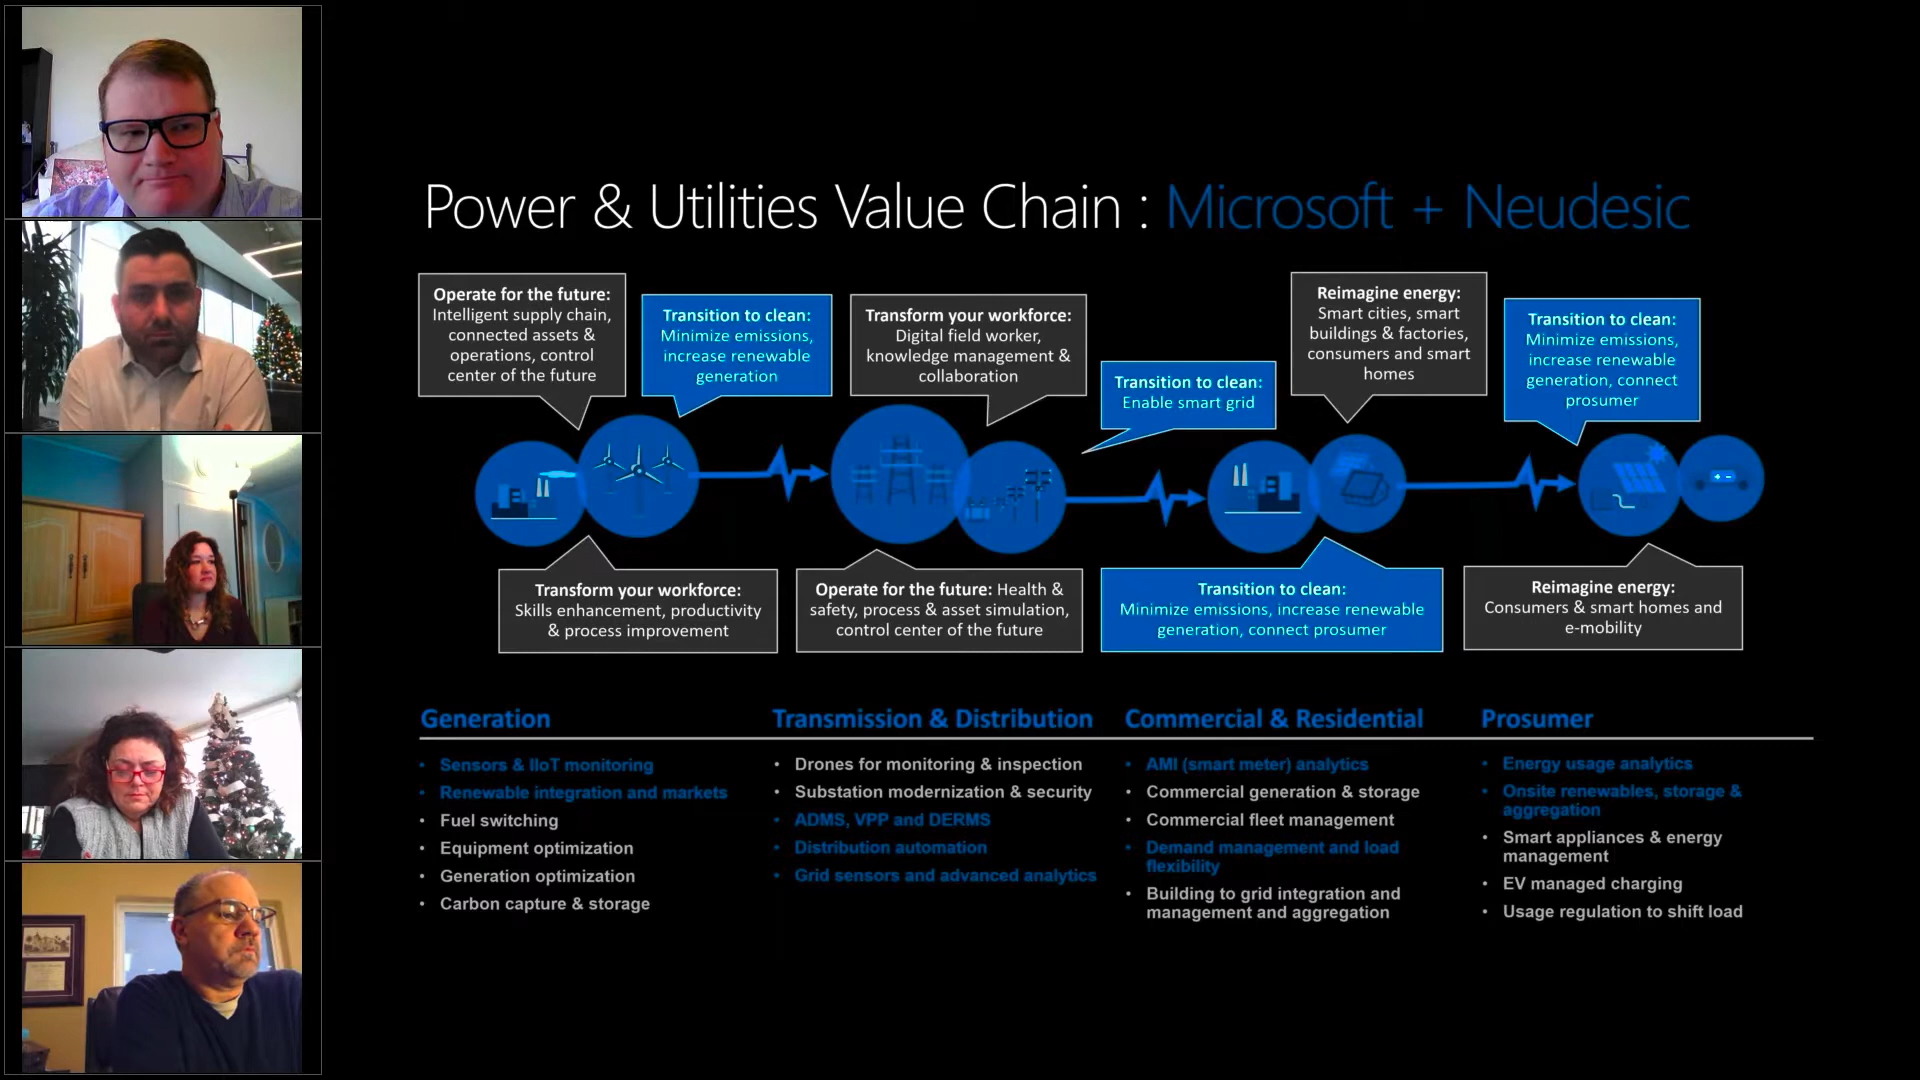 Power & Utilities Value Chain : Microsoft + Neudesic
Operate for the future:
Intelligent supply chain,
connected assets &
operations, control
center of the future
Transition to clean:
Minimize emissions,
increase renewable
generation
Transform your workforce:
Digital field worker,
knowledge management &
collaboration
Transition to clean:
Enable smart grid
Reimagine energy:
Smart cities, smart
buildings & factories,
consumers and smart
homes
Transition to clean:
Minimize emissions,
increase renewable
generation, connect
prosumer
Transform your workforce:
Skills enhancement, productivity
& process improvement
Operate for the future: Health &
safety, process & asset simulation,
control center of the future
Transition to clean:
Minimize emissions, increase renewable
generation, connect prosumer
Reimagine energy:
Consumers & smart homes and
e-mobility
Generation
• Sensors & IIoT monitoring
• Renewable integration and markets
• Fuel switching
• Equipment optimization
• Generation optimization
• Carbon capture & storage
Transmission & Distribution
• Drones for monitoring & inspection
• Substation modernization & security
• ADMS, VPP and DERMS
• Distribution automation
• Grid sensors and advanced analytics
Commercial & Residential
• AMI (smart meter) analytics
• Commercial generation & storage
• Commercial fleet management
• Demand management and load
flexibility
• Building to grid integration and
management and aggregation
Prosumer
• Energy usage analytics
• Onsite renewables, storage &
aggregation
• Smart appliances & energy
management
• EV managed charging
• Usage regulation to shift load